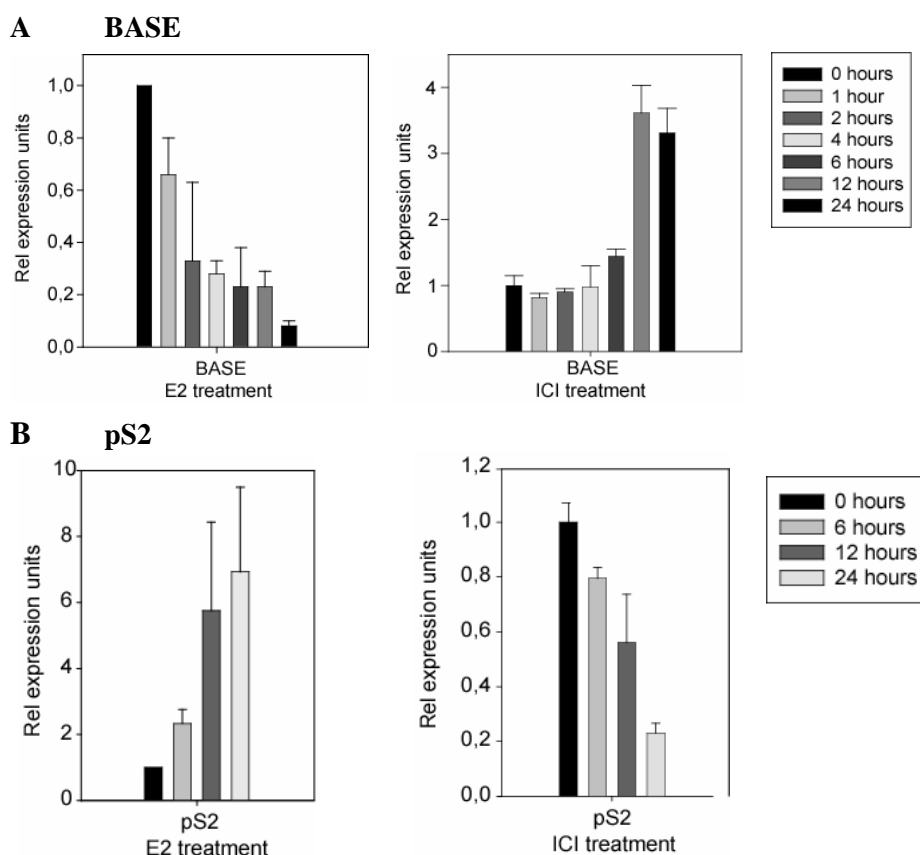 A BASE
Rel expression units
1,0
0,8
0,6
0,4
0,2
0,0
BASE
E2 treatment
Rel expression units
4
3
2
1
0
BASE
ICI treatment
0 hours
1 hour
2 hours
4 hours
6 hours
12 hours
24 hours
B pS2
Rel expression units
10
8
6
4
2
0
pS2
E2 treatment
Rel expression units
1,2
1,0
0,8
0,6
0,4
0,2
0,0
pS2
ICI treatment
0 hours
6 hours
12 hours
24 hours